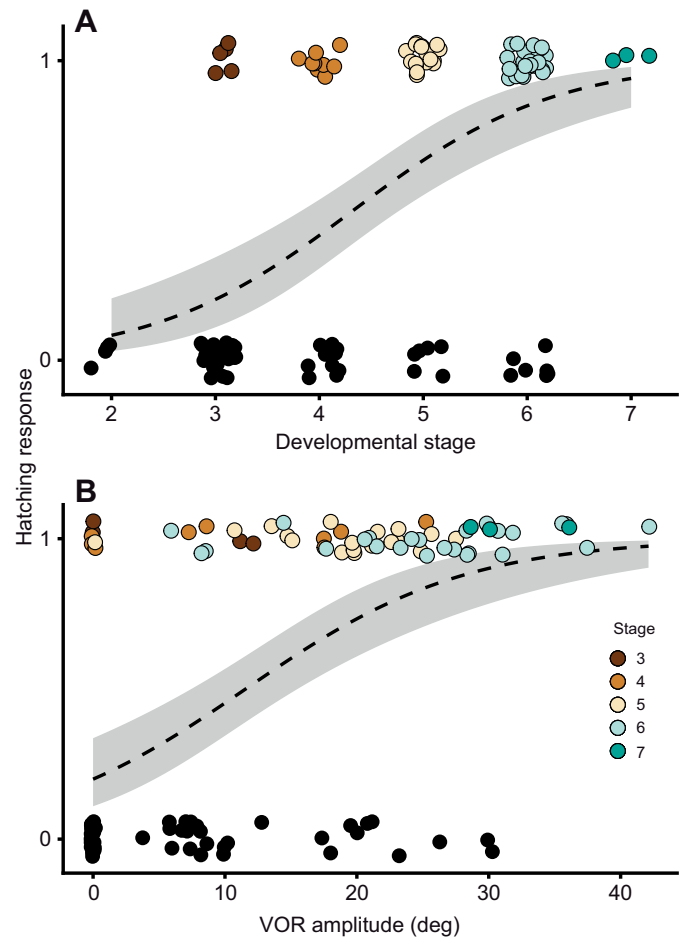 A
1
0
2 3 4 5 6 7
Developmental stage
Hatching response
B
1
0
Stage
3
4
5
6
7
0 10 20 30 40
VOR amplitude (deg)